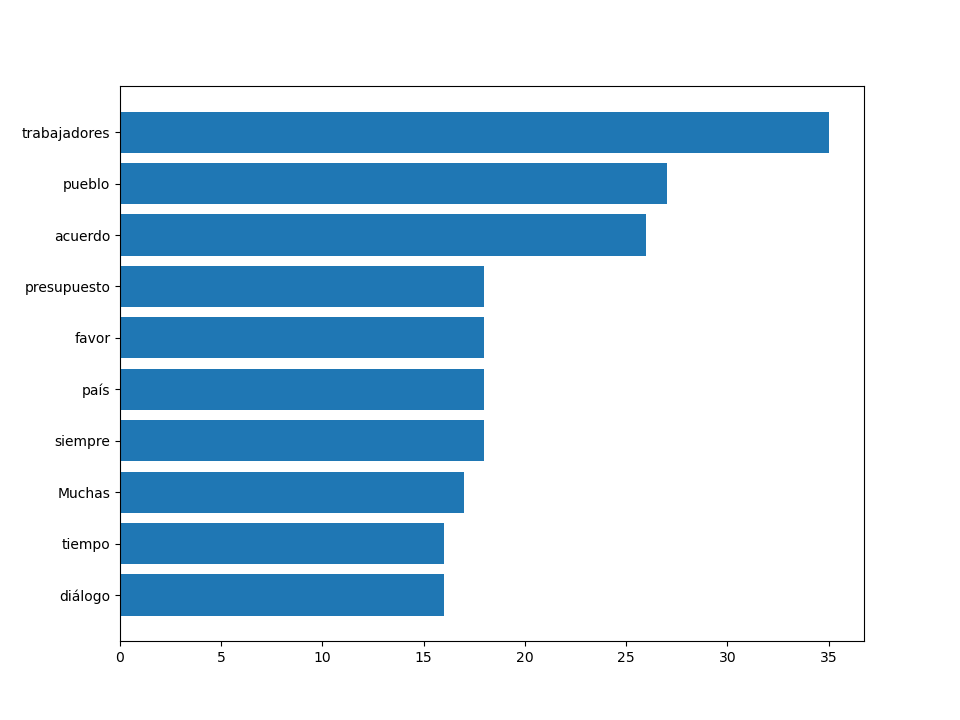 trabajadores
pueblo
acuerdo
presupuesto
favor
país
siempre
Muchas
tiempo
diálogo
0 5 10 15 20 25 30 35